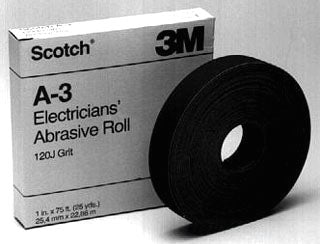 Scotch® 3M
A-3
Electricians'
Abrasive Roll
120J Grit
1 in. x 75 ft. (25 yds.)
25,4 mm x 22,86 m